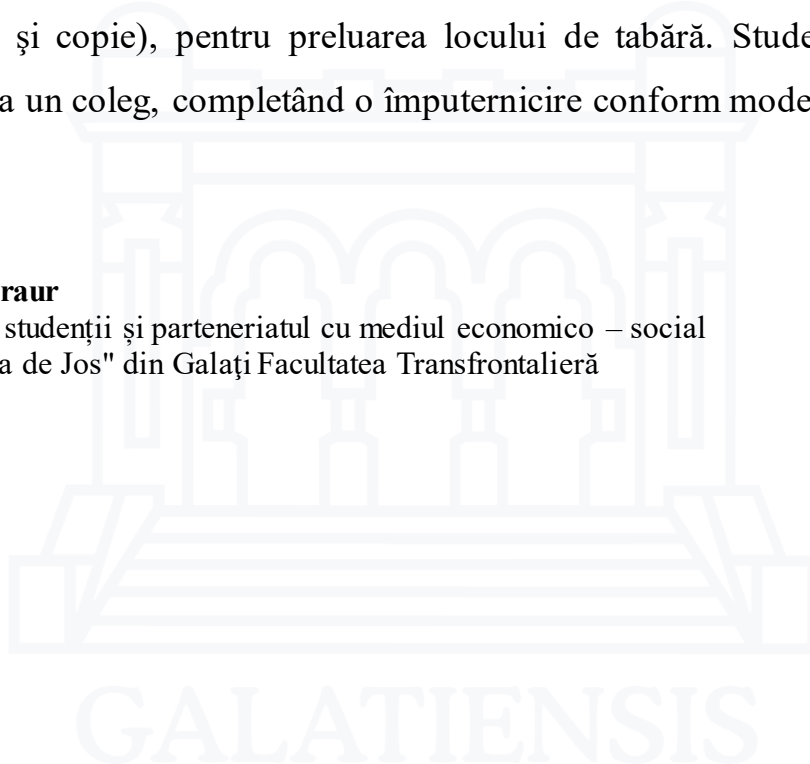 şi copie), pentru preluarea locului de tabără. Stude
a un coleg, completând o împuternicire conform mode
raur
studenții și parteneriatul cu mediul economico – social
a de Jos" din Galaţi Facultatea Transfrontalieră
GALATIENSIS